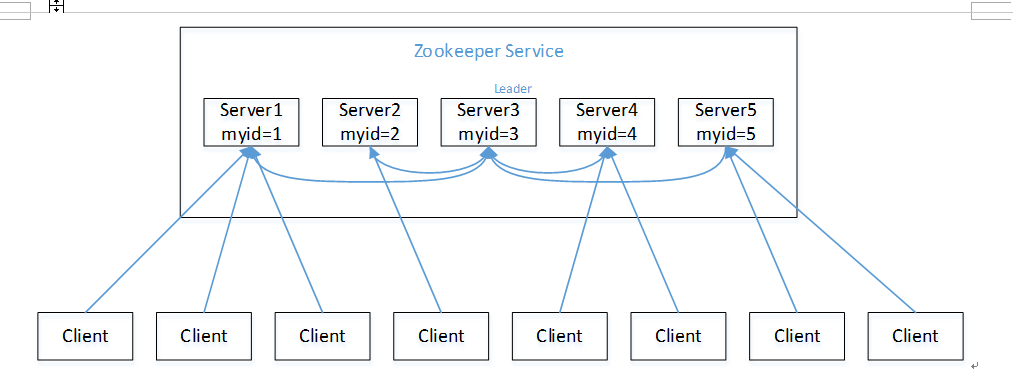 Zookeeper Service
Leader
Server1 Server2 Server3 Server4 Server5
myid=1 myid=2 myid=3 myid=4 myid=5
Client Client Client Client Client Client Client Client